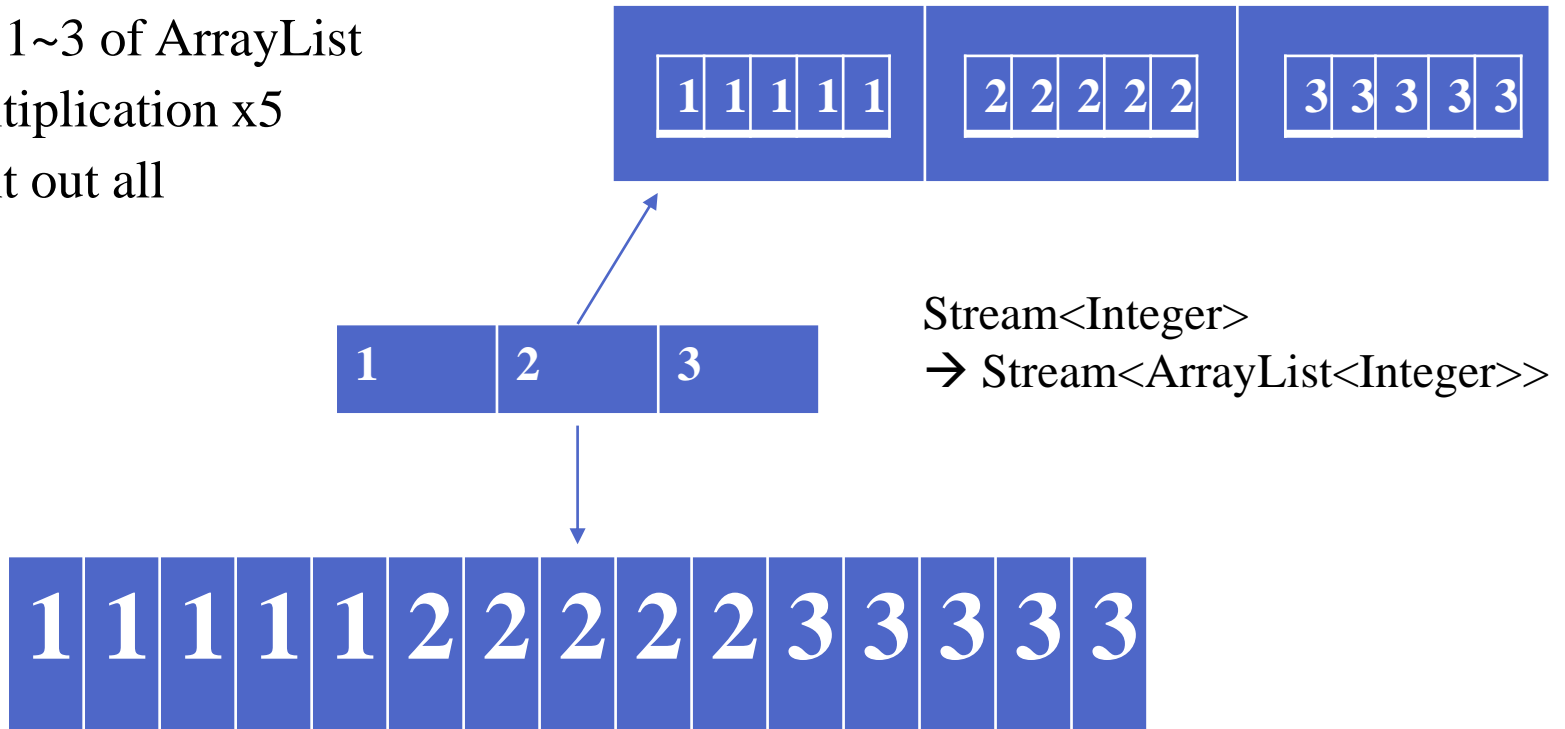 1~3 of ArrayList
tiplication x5
t out all
1 1 1 1 1 2 2 2 2 2 3 3 3 3 3
1 2 3
Stream<Integer>
→ Stream<ArrayList<Integer>>
1 1 1 1 1 2 2 2 2 2 3 3 3 3 3